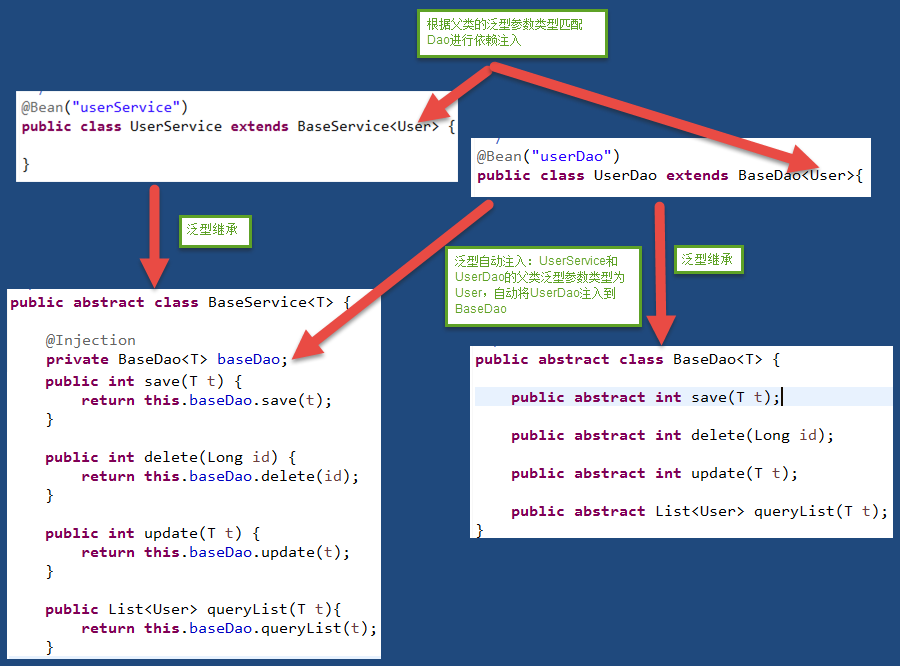 根据父类的泛型参数类型匹配
Dao进行依赖注入
@Bean("userService")
public class UserService extends BaseService<User> {
}
@Bean("userDao")
public class UserDao extends BaseDao<User>{
泛型继承
泛型自动注入：UserService和
UserDao的父类泛型参数类型为
User，自动将UserDao注入到
BaseDao
泛型继承
public abstract class BaseService<T> {
@Injection
private BaseDao<T> baseDao;
public int save(T t) {
return this.baseDao.save(t);
}
public int delete(Long id) {
return this.baseDao.delete(id);
}
public int update(T t) {
return this.baseDao.update(t);
}
public List<User> queryList(T t){
return this.baseDao.queryList(t);
}
public abstract class BaseDao<T> {
public abstract int save(T t);
public abstract int delete(Long id);
public abstract int update(T t);
public abstract List<User> queryList(T t);
}